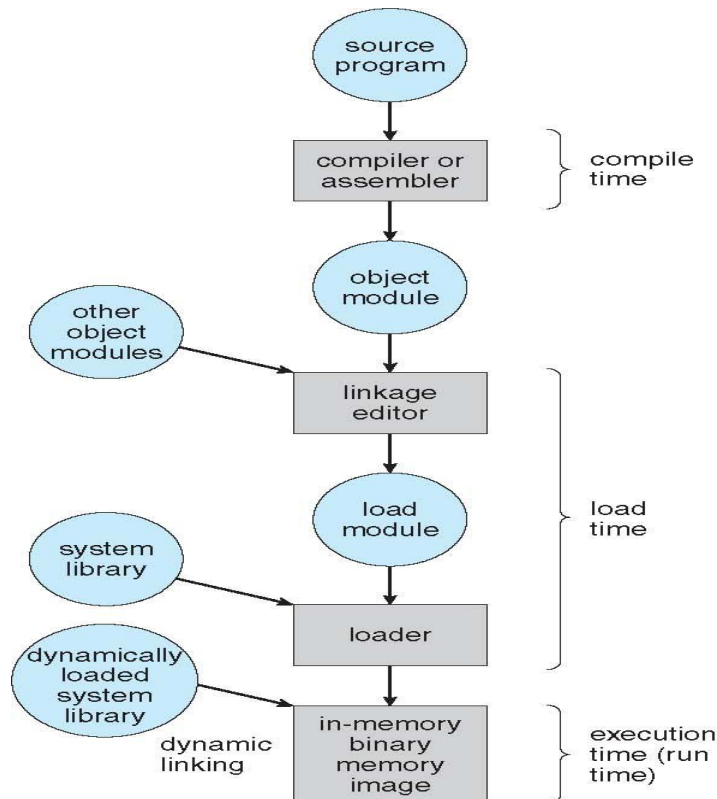 source
program
compiler or
assembler
compile
time
object
module
other
object
modules
linkage
editor
load
module
load
time
system
library
loader
dynamically
loaded
system
library
dynamic
linking
in-memory
binary
memory
image
execution
time (run
time)